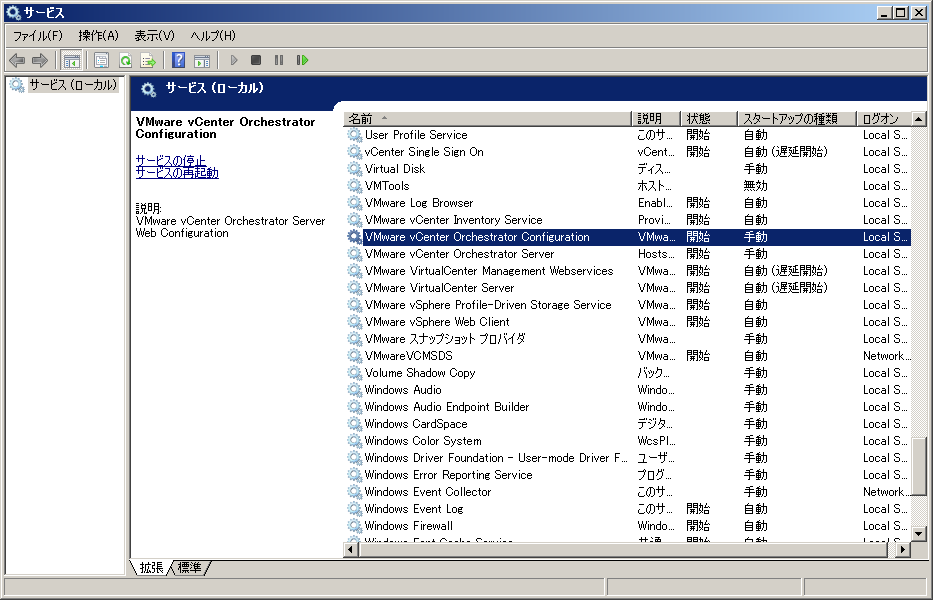 サービス
ファイル(F) 操作(A) 表示(V) ヘルプ(H)
サービス (ローカル)
サービス (ローカル)
VMware vCenter Orchestrator
Configuration
サービスの停止
サービスの再起動
説明:
VMware vCenter Orchestrator Server
Web Configuration
名前 説明 状態 スタートアップの種類 ログオン
User Profile Service このサ... 開始 自動 Local S...
vCenter Single Sign On vCent... 開始 自動 (遅延開始) Local S...
Virtual Disk ディス... 手動 Local S...
VMTools ホスト... 無効 Local S...
VMware Log Browser Enabl... 開始 自動 Local S...
VMware vCenter Inventory Service Provi... 開始 自動 Local S...
VMware vCenter Orchestrator Configuration VMwa... 開始 手動 Local S...
VMware vCenter Orchestrator Server Hosts... 開始 手動 Local S...
VMware VirtualCenter Management Webservices VMwa... 開始 自動 (遅延開始) Local S...
VMware VirtualCenter Server VMwa... 開始 自動 (遅延開始) Local S...
VMware vSphere Profile-Driven Storage Service VMwa... 開始 自動 Local S...
VMware vSphere Web Client VMwa... 開始 自動 Local S...
VMware スナップショット プロバイダ VMwa... 手動 Local S...
VMwareVCMSDS VMwa... 開始 自動 Network...
Volume Shadow Copy バック... 手動 Local S...
Windows Audio Windo... 手動 Local S...
Windows Audio Endpoint Builder Windo... 手動 Local S...
Windows CardSpace デジタ... 手動 Local S...
Windows Color System WcsPl... 手動 Local S...
Windows Driver Foundation - User-mode Driver F... ユーザ... 手動 Local S...
Windows Error Reporting Service プログ... 手動 Local S...
Windows Event Collector このサ... 手動 Network...
Windows Event Log このサ... 開始 自動 Local S...
Windows Firewall Windo... 開始 自動 Local S...
Windows Font Cache Service 共通... 開始 自動 Local S...
拡張 標準